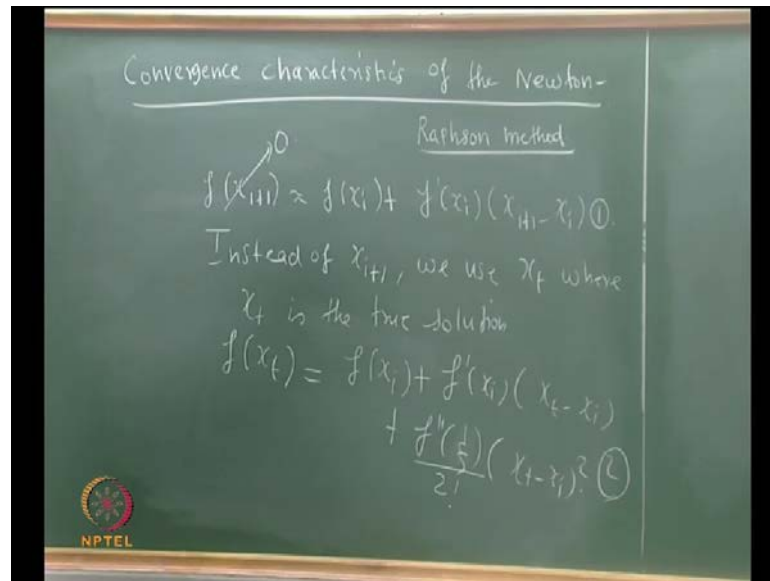 Convergence characteristic of the Newton-
Raphson method
0
f(x_{i+1}) ≈ f(x_i) + f'(x_i)(x_{i+1} - x_i) ①.
Instead of x_{i+1}, we use x_t where
x_t is the true solution
f(x_t) = f(x_i) + f'(x_i)(x_t - x_i)
+ f''(ξ)/2! (x_t - x_i)² ②
NPTEL